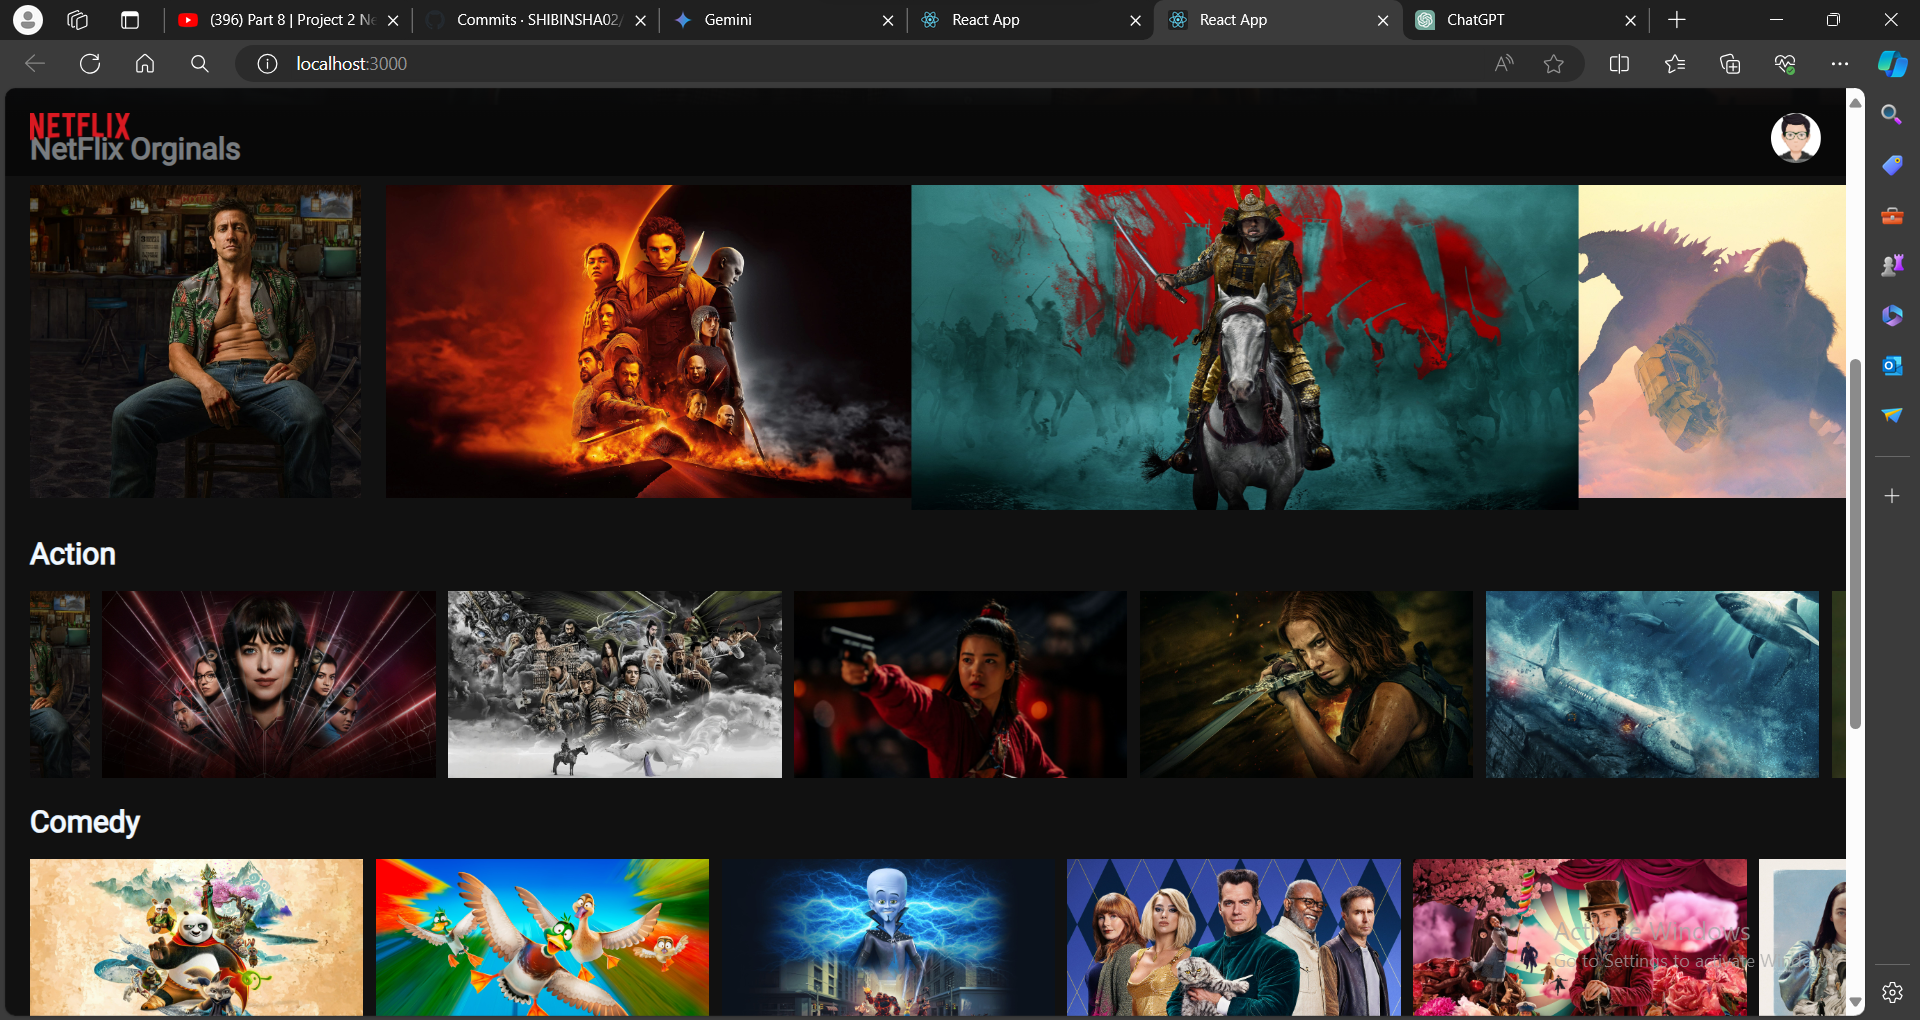 (396) Part 8 | Project 2 Ne
Commits · SHIBINSHA02/
Gemini
React App
React App
ChatGPT
localhost:3000
NETFLIX
NetFlix Orginals
Action
Comedy
Activate Windows
Go to Settings to activate Windows.